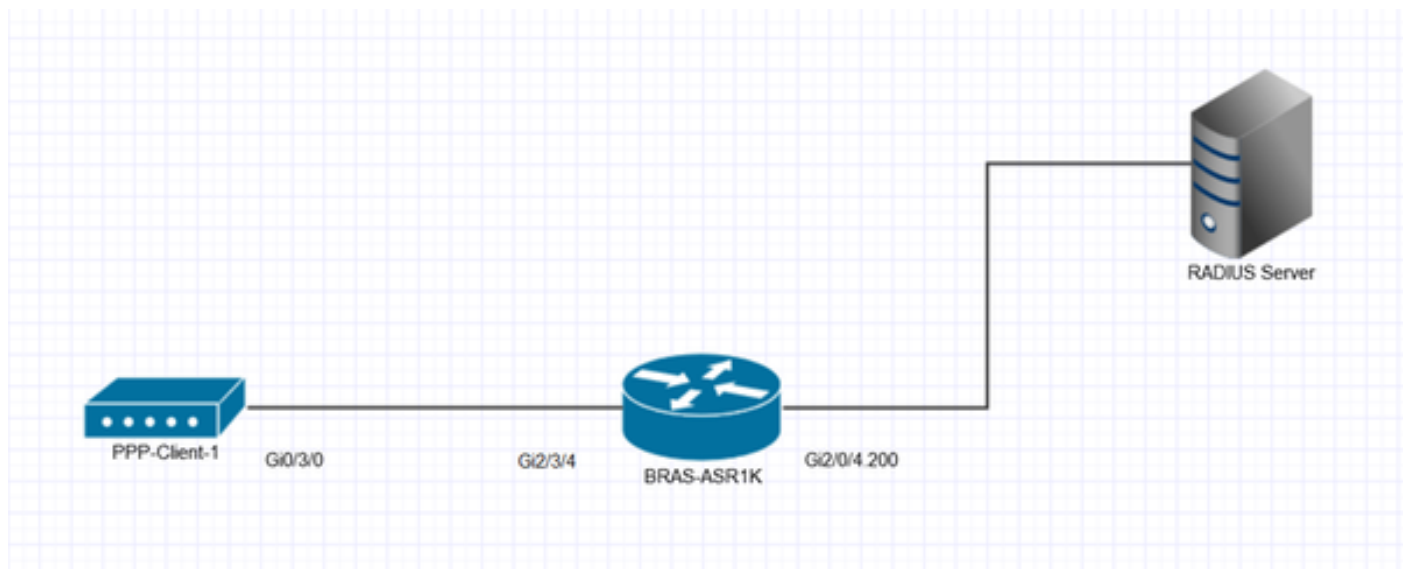 RADIUS Server
PPP-Client-1
Gi0/3/0
Gi2/3/4
BRAS-ASR1K
Gi2/0/4.200